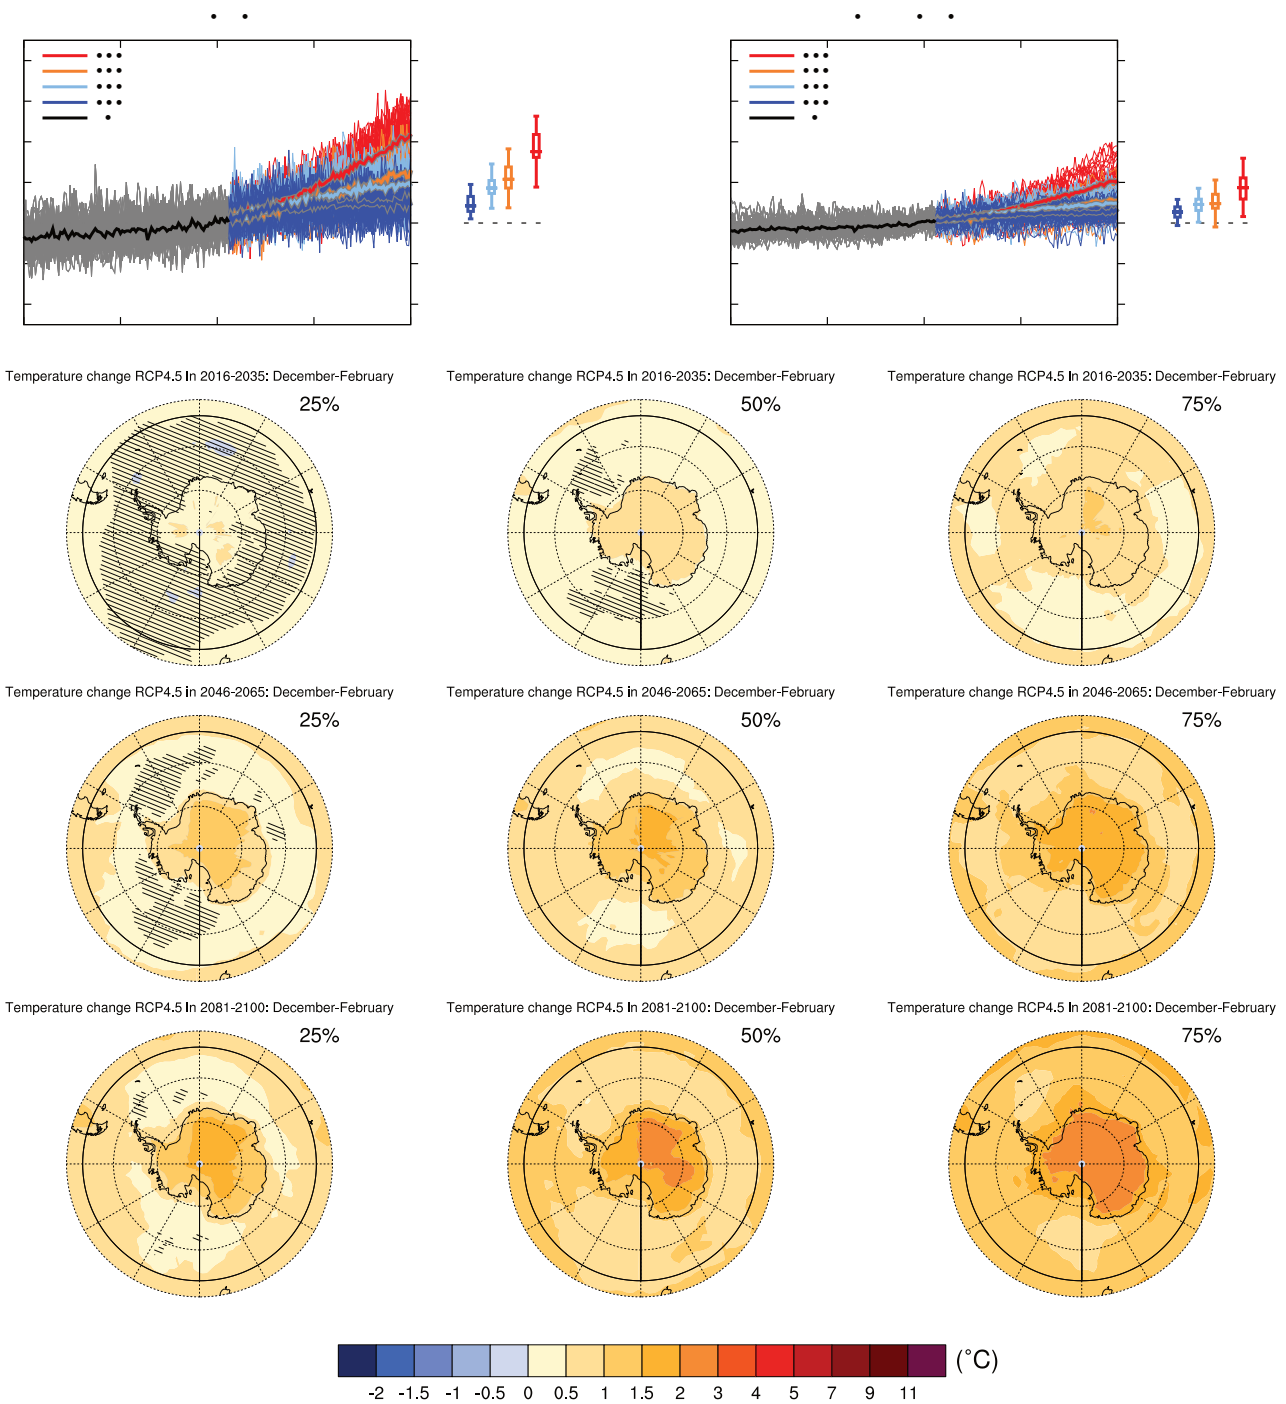 Temperature change RCP4.5 in 2016-2035: December-February
25%
Temperature change RCP4.5 in 2016-2035: December-February
50%
Temperature change RCP4.5 in 2016-2035: December-February
75%
Temperature change RCP4.5 in 2046-2065: December-February
25%
Temperature change RCP4.5 in 2046-2065: December-February
50%
Temperature change RCP4.5 in 2046-2065: December-February
75%
Temperature change RCP4.5 in 2081-2100: December-February
25%
Temperature change RCP4.5 in 2081-2100: December-February
50%
Temperature change RCP4.5 in 2081-2100: December-February
75%
(°C)
-2 -1.5 -1 -0.5 0 0.5 1 1.5 2 3 4 5 7 9 11